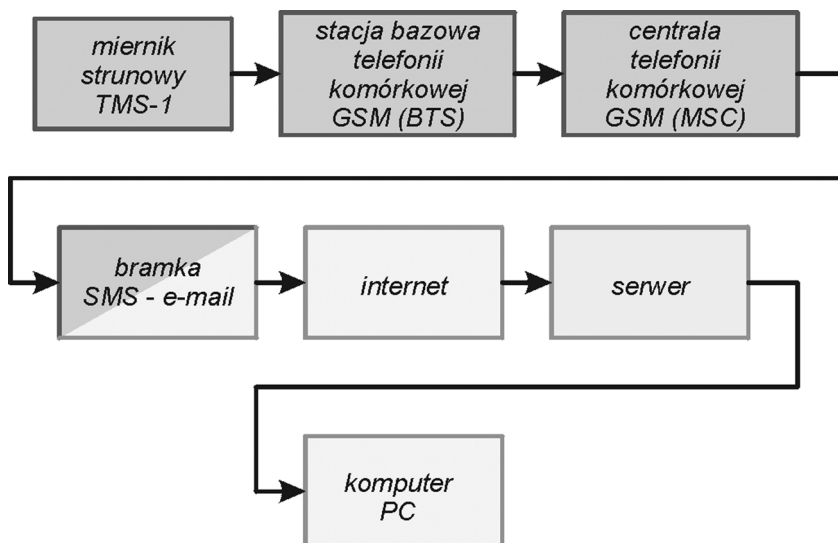 miernik
strunowy
TMS-1
stacja bazowa
telefonii
komórkowej
GSM (BTS)
centrala
telefonii
komórkowej
GSM (MSC)
bramka
SMS - e-mail
internet
serwer
komputer
PC